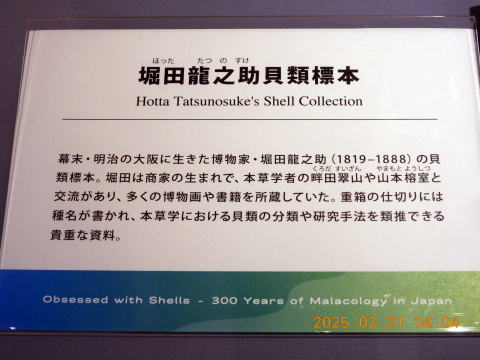 ほった たつ の すけ
堀田龍之助貝類標本
Hotta Tatsunosuke's Shell Collection
幕末・明治の大阪に生きた博物家・堀田龍之助（1819–1888）の貝
類標本。堀田は商家の生まれで、本草学者の畔田翠山や山本榕室と
くろだ すいざん やまもと ようしつ
交流があり、多くの博物画や書籍を所蔵していた。重箱の仕切りには
種名が書かれ、本草学における貝類の分類や研究手法を類推できる
貴重な資料。
Obsessed with Shells - 300 Years of Malacology in Japan
2025 02 21 14:04